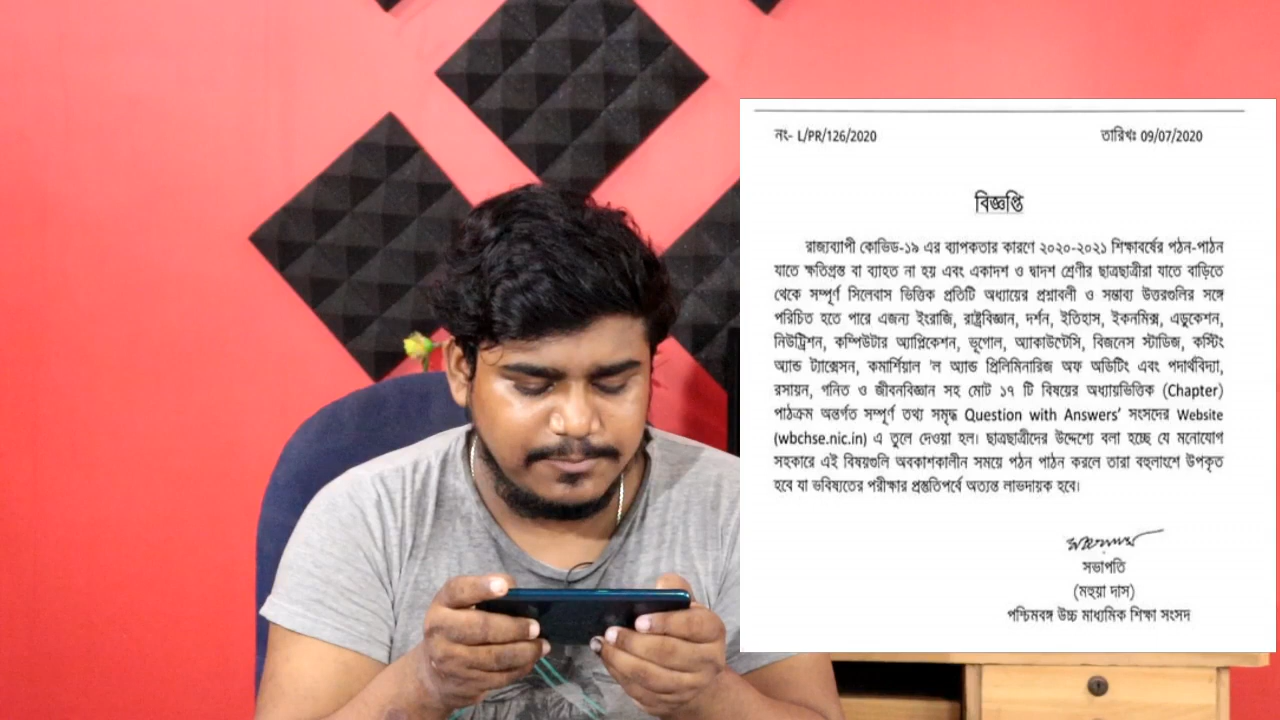 নং- L/PR/126/2020 তারিখঃ 09/07/2020
বিজ্ঞপ্তি
রাজ্যব্যাপী কোভিড-১৯ এর ব্যাপকতার কারণে ২০২০-২০২১ শিক্ষাবর্ষের পঠন-পাঠন
যাতে ক্ষতিগ্রস্ত বা ব্যাহত না হয় এবং একাদশ ও দ্বাদশ শ্রেণীর ছাত্রছাত্রীরা যাতে বাড়িতে
থেকে সম্পূর্ণ সিলেবাস ভিত্তিক প্রতিটি অধ্যায়ের প্রশ্নাবলী ও সম্ভাব্য উত্তরগুলির সঙ্গে
পরিচিত হতে পারে এজন্য ইংরাজি, রাষ্ট্রবিজ্ঞান, দর্শন, ইতিহাস, ইকনমিক্স, এডুকেশন,
নিউট্রিশন, কম্পিউটার অ্যাপ্লিকেশন, ভূগোল, অ্যাকাউন্টেসি, বিজনেস স্টাডিজ, কস্টিং
অ্যান্ড ট্যাক্সেসন, কমার্শিয়াল 'ল অ্যান্ড প্রিলিমিনারিজ অফ অডিটিং এবং পদার্থবিদ্যা,
রসায়ন, গনিত ও জীবনবিজ্ঞান সহ মোট ১৭ টি বিষয়ের অধ্যায়ভিত্তিক (Chapter)
পাঠক্রম অন্তর্গত সম্পূর্ণ তথ্য সমৃদ্ধ Question with Answers’ সংসদের Website
(wbchse.nic.in) এ তুলে দেওয়া হল। ছাত্রছাত্রীদের উদ্দেশ্যে বলা হচ্ছে যে মনোযোগ
সহকারে এই বিষয়গুলি অবকাশকালীন সময়ে পঠন পাঠন করলে তারা বহুলাংশে উপকৃত
হবে যা ভবিষ্যতের পরীক্ষার প্রস্তুতিপর্বে অত্যন্ত লাভদায়ক হবে।
সভাপতি
(মহুয়া দাস)
পশ্চিমবঙ্গ উচ্চ মাধ্যমিক শিক্ষা সংসদ